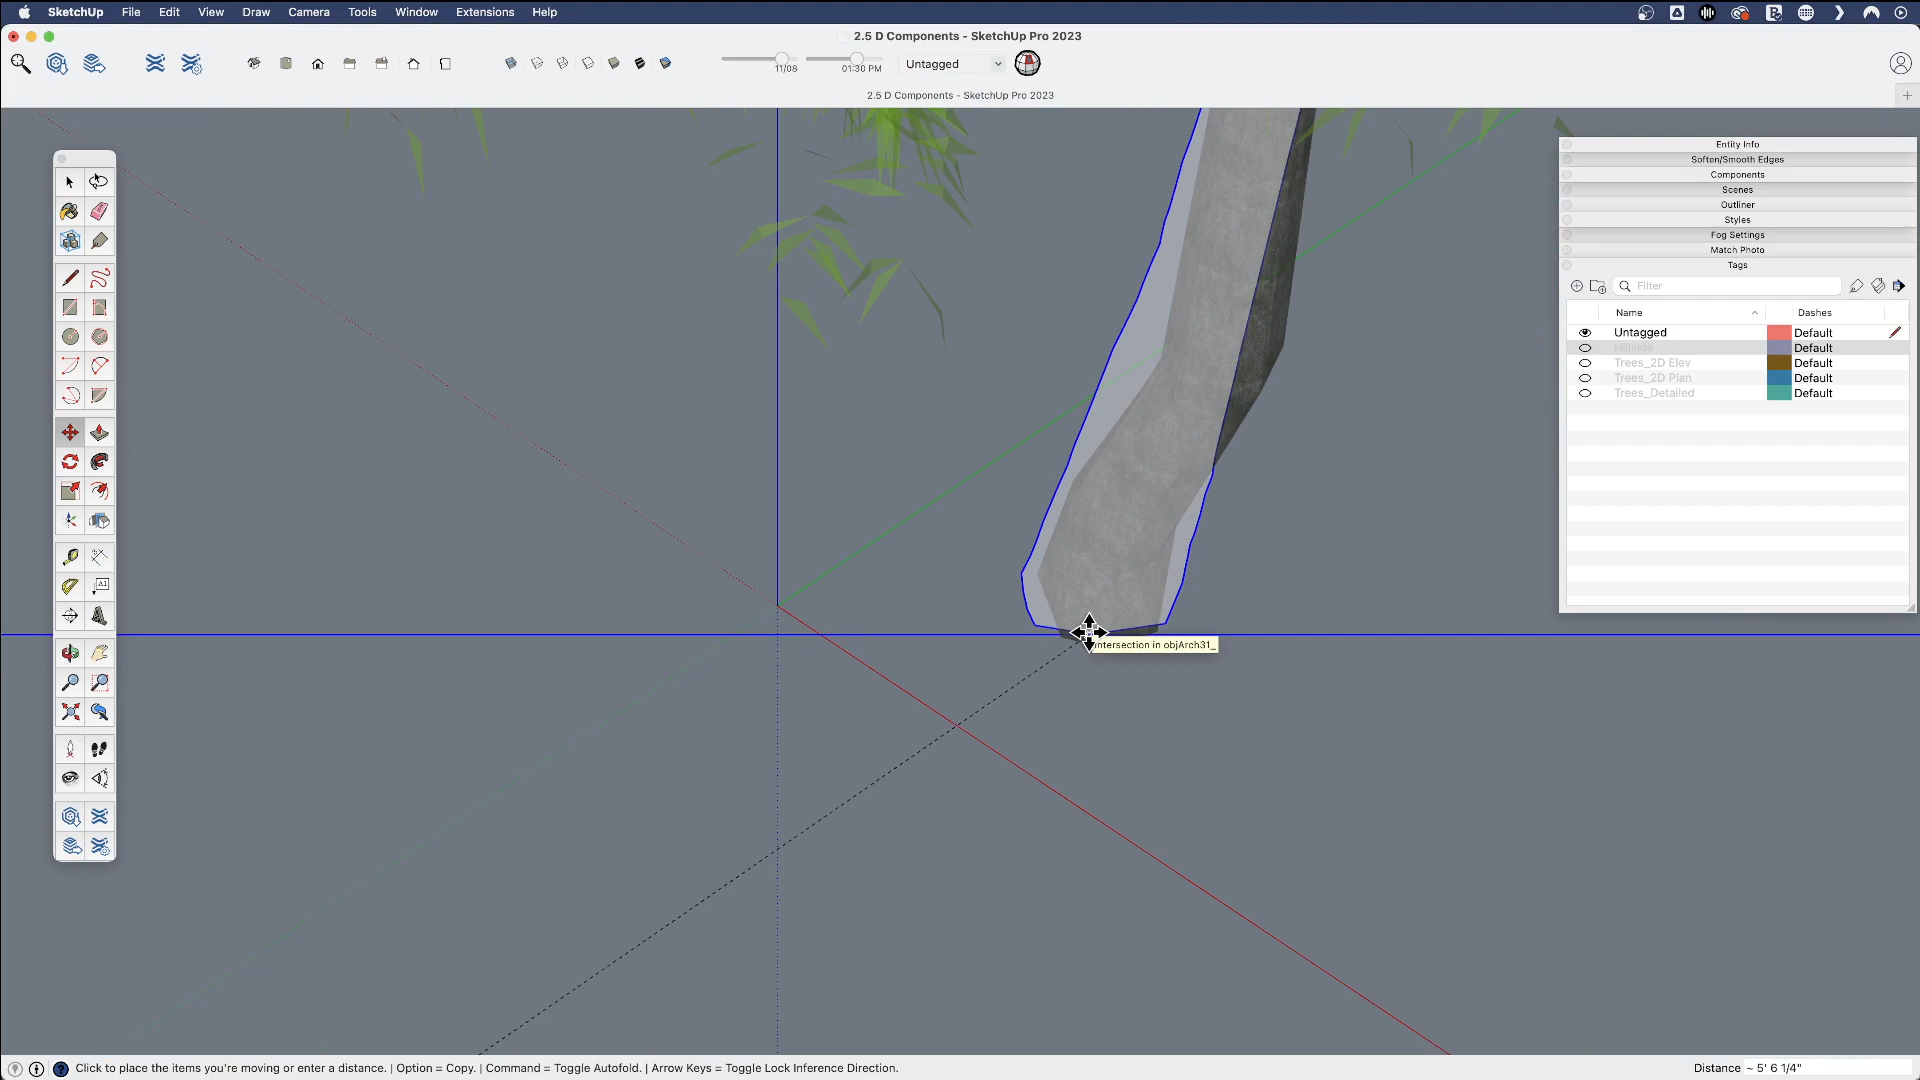 SketchUp File Edit View Draw Camera Tools Window Extensions Help
2.5 D Components - SketchUp Pro 2023
11/08 01:30 PM Untagged
2.5 D Components - SketchUp Pro 2023
Entity Info
Soften/Smooth Edges
Components
Scenes
Outliner
Styles
Fog Settings
Match Photo
Tags
Filter
Name Dashes
Untagged Default
Hillside Default
Trees_2D Elev Default
Trees_2D Plan Default
Trees_Detailed Default
A1
intersection in objArch31_
Click to place the items you're moving or enter a distance. | Option = Copy. | Command = Toggle Autofold. | Arrow Keys = Toggle Lock Inference Direction.
Distance ~ 5' 6 1/4"